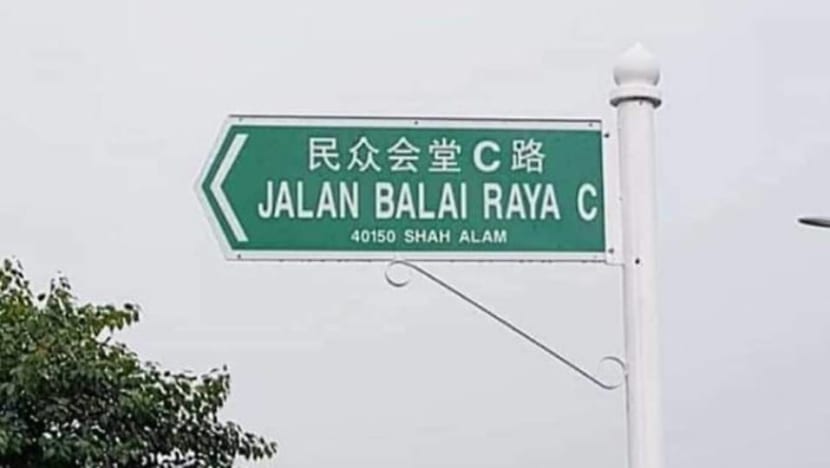 民众会堂C路
JALAN BALAI RAYA C
40150 SHAH ALAM